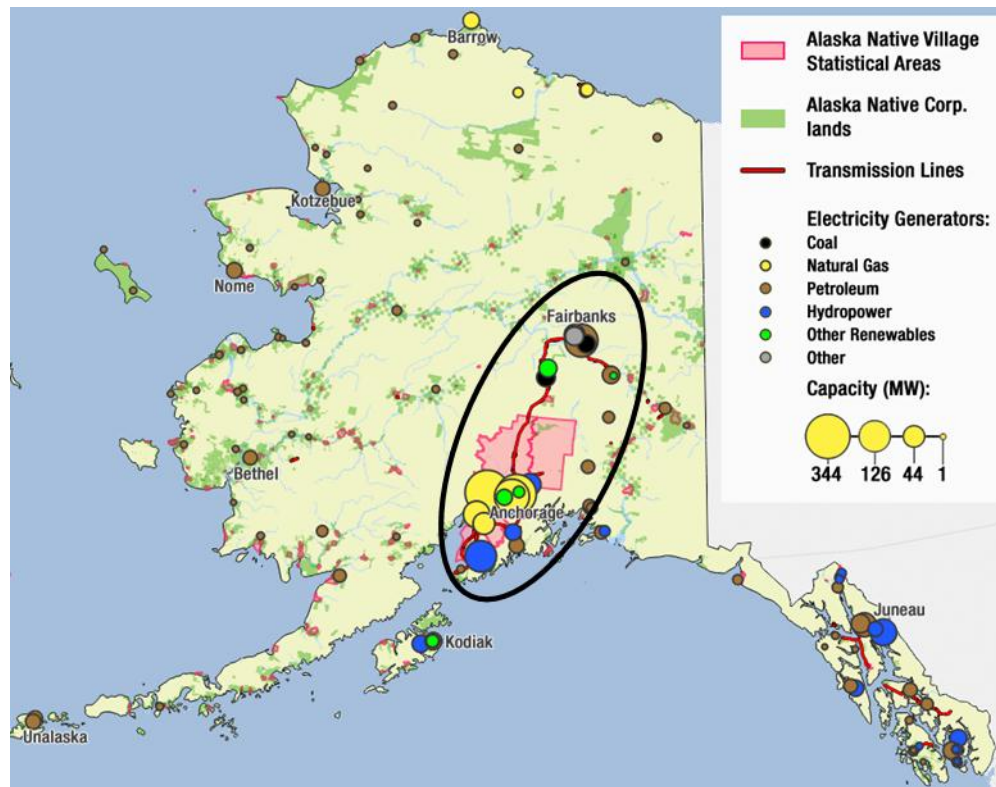 Barrow
Kotzebue
Nome
Fairbanks
Bethel
Anchorage
Kodiak
Juneau
Unalaska
Alaska Native Village
Statistical Areas
Alaska Native Corp.
lands
Transmission Lines
Electricity Generators:
Coal
Natural Gas
Petroleum
Hydropower
Other Renewables
Other
Capacity (MW):
344 126 44 1